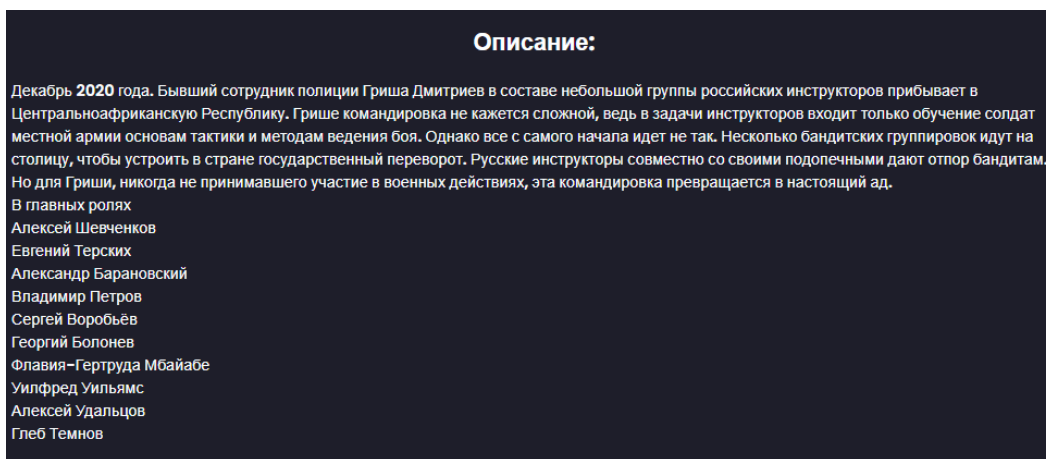 Описание:
Декабрь 2020 года. Бывший сотрудник полиции Гриша Дмитриев в составе небольшой группы российских инструкторов прибывает в
Центральноафриканскую Республику. Грише командировка не кажется сложной, ведь в задачи инструкторов входит только обучение солдат
местной армии основам тактики и методам ведения боя. Однако все с самого начала идет не так. Несколько бандитских группировок идут на
столицу, чтобы устроить в стране государственный переворот. Русские инструкторы совместно со своими подопечными дают отпор бандитам.
Но для Гриши, никогда не принимавшего участие в военных действиях, эта командировка превращается в настоящий ад.
В главных ролях
Алексей Шевченков
Евгений Терских
Александр Барановский
Владимир Петров
Сергей Воробьёв
Георгий Болонев
Флавия-Гертруда Мбайабе
Уилфред Уильямс
Алексей Удальцов
Глеб Темнов